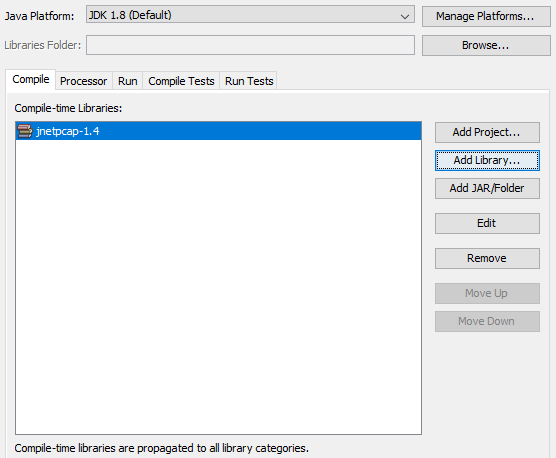 Java Platform: JDK 1.8 (Default) Manage Platforms...
Libraries Folder: Browse...
Compile Processor Run Compile Tests Run Tests
Compile-time Libraries:
jnetpcap-1.4
Add Project...
Add Library...
Add JAR/Folder
Edit
Remove
Move Up
Move Down
Compile-time libraries are propagated to all library categories.